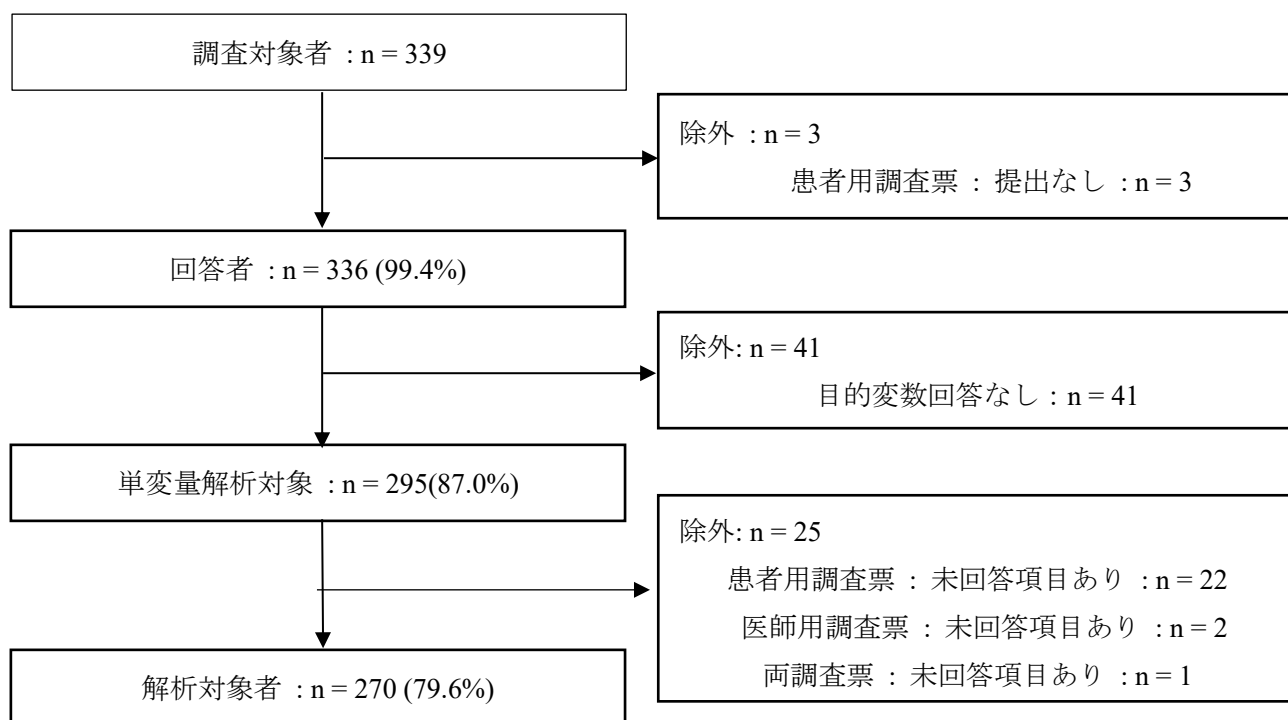 調査対象者 : n = 339
除外 : n = 3
患者用調査票 : 提出なし : n = 3
回答者 : n = 336 (99.4%)
除外: n = 41
目的変数回答なし : n = 41
単変量解析対象 : n = 295(87.0%)
除外: n = 25
患者用調査票 : 未回答項目あり : n = 22
医師用調査票 : 未回答項目あり : n = 2
両調査票 : 未回答項目あり : n = 1
解析対象者 : n = 270 (79.6%)